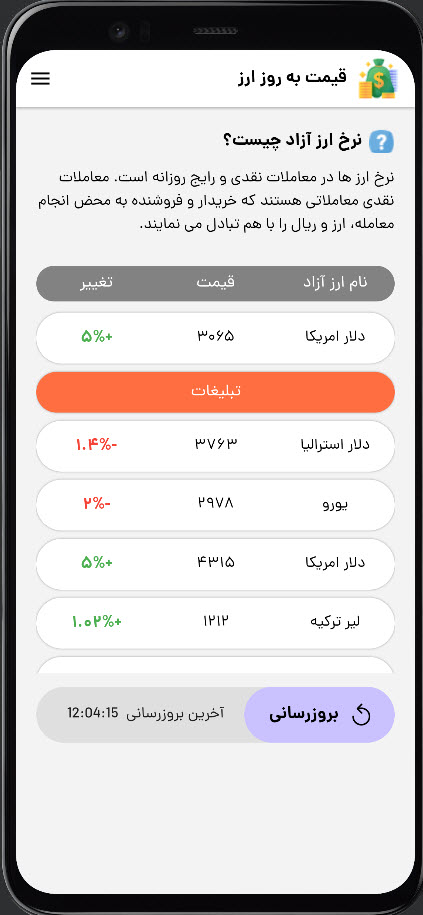 قیمت به روز ارز
نرخ ارز آزاد چیست؟
نرخ ارز ها در معاملات نقدی و رایج روزانه است. معاملات
نقدی معاملاتی هستند که خریدار و فروشنده به محض انجام
معامله، ارز و ریال را با هم تبادل می نمایند.
نام ارز آزاد قیمت تغییر
دلار امریکا ۳۰۶۵ +۵%
تبلیغات
دلار استرالیا ۳۷۶۳ -۱.۴%
یورو ۲۹۷۸ -۲%
دلار امریکا ۴۳۱۵ +۵%
لیر ترکیه ۱۲۱۲ +۱.۰۲%
بروزرسانی آخرین بروزرسانی 12:04:15